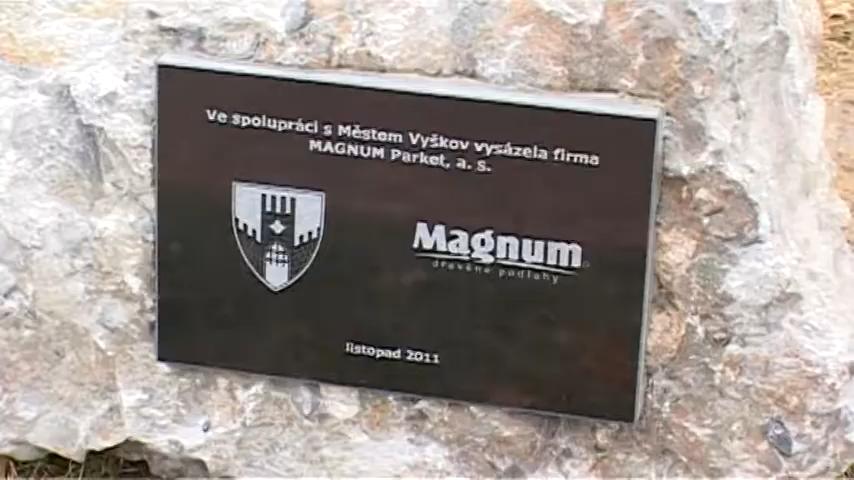 Ve spolupráci s Městem Vyškov vysázela firma
MAGNUM Parket, a. s.
Magnum
dřevěné podlahy
listopad 2011